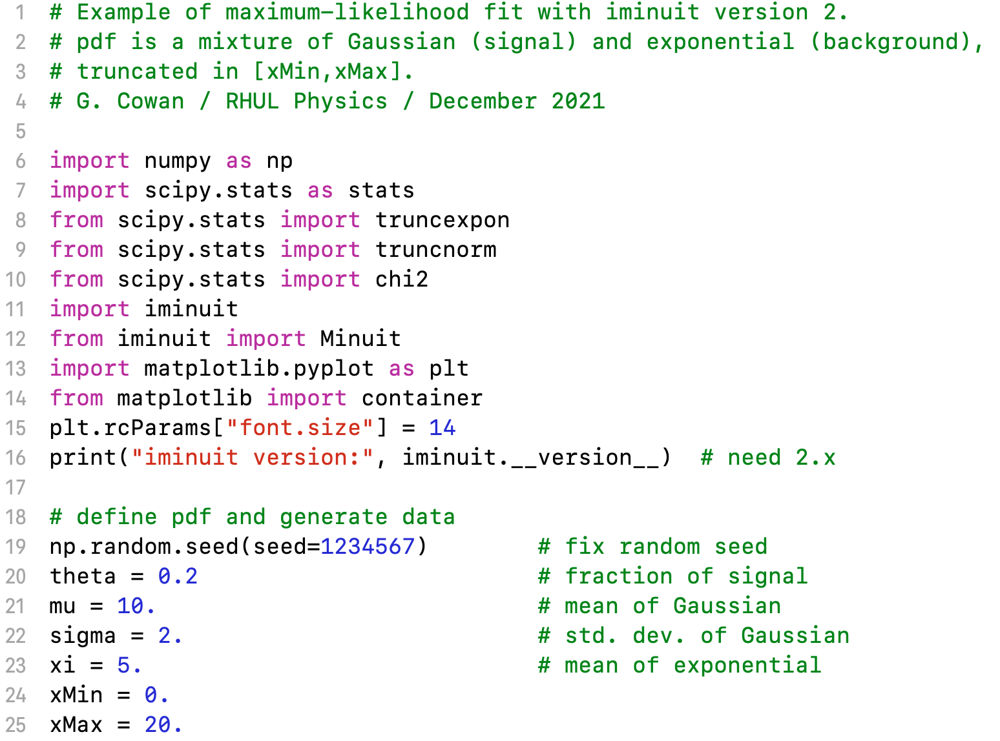 1 # Example of maximum-likelihood fit with iminuit version 2.
2 # pdf is a mixture of Gaussian (signal) and exponential (background),
3 # truncated in [xMin,xMax].
4 # G. Cowan / RHUL Physics / December 2021
5
6 import numpy as np
7 import scipy.stats as stats
8 from scipy.stats import truncexpon
9 from scipy.stats import truncnorm
10 from scipy.stats import chi2
11 import iminuit
12 from iminuit import Minuit
13 import matplotlib.pyplot as plt
14 from matplotlib import container
15 plt.rcParams["font.size"] = 14
16 print("iminuit version:", iminuit.__version__)  # need 2.x
17
18 # define pdf and generate data
19 np.random.seed(seed=1234567)        # fix random seed
20 theta = 0.2                         # fraction of signal
21 mu = 10.                            # mean of Gaussian
22 sigma = 2.                          # std. dev. of Gaussian
23 xi = 5.                             # mean of exponential
24 xMin = 0.
25 xMax = 20.